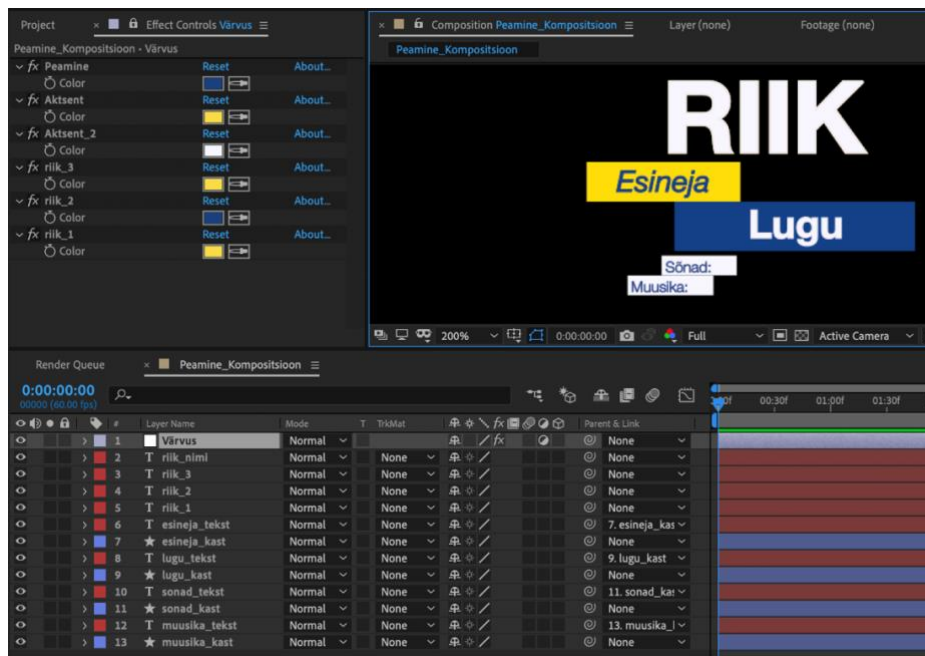 Project × Effect Controls Värvus
Peamine_Kompositsioon - Värvus
fx Peamine Reset About...
Color
fx Aktsent Reset About...
Color
fx Aktsent_2 Reset About...
Color
fx riik_3 Reset About...
Color
fx riik_2 Reset About...
Color
fx riik_1 Reset About...
Color
× Composition Peamine_Kompositsioon Layer (none) Footage (none)
Peamine_Kompositsioon
RIIK
Esineja
Lugu
Sõnad:
Muusika:
200% 0:00:00:00 Full Active Camera
Render Queue × Peamine_Kompositsioon
0:00:00:00
00000 (60.00 fps)
00:30f 01:00f 01:30f
# Layer Name Mode T TrkMat fx Parent & Link
1 Värvus Normal fx None
2 T riik_nimi Normal None None
3 T riik_3 Normal None None
4 T riik_2 Normal None None
5 T riik_1 Normal None None
6 T esineja_tekst Normal None 7. esineja_kas
7 esineja_kast Normal None None
8 T lugu_tekst Normal None 9. lugu_kast
9 lugu_kast Normal None None
10 T sonad_tekst Normal None 11. sonad_kas
11 sonad_kast Normal None None
12 T muusika_tekst Normal None 13. muusika_l
13 muusika_kast Normal None None